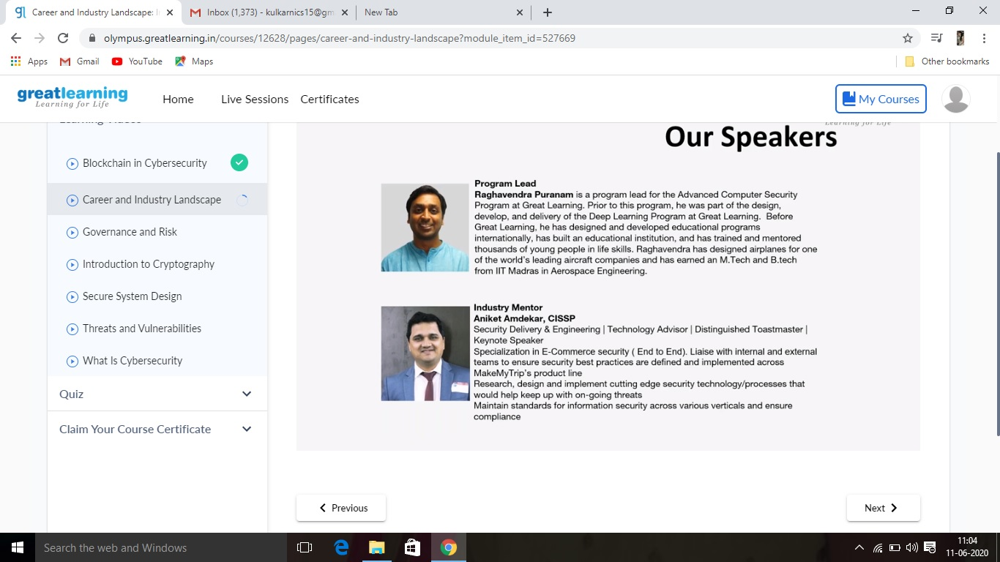 Career and Industry Landscape: I
Inbox (1,373) - kulkarnics15@gm
New Tab
olympus.greatlearning.in/courses/12628/pages/career-and-industry-landscape?module_item_id=527669
Apps
Gmail
YouTube
Maps
Other bookmarks
greatlearning
Learning for Life
Home
Live Sessions
Certificates
My Courses
Learning Videos
Blockchain in Cybersecurity
Career and Industry Landscape
Governance and Risk
Introduction to Cryptography
Secure System Design
Threats and Vulnerabilities
What Is Cybersecurity
Quiz
Claim Your Course Certificate
Learning for Life
Our Speakers
Program Lead
Raghavendra Puranam is a program lead for the Advanced Computer Security
Program at Great Learning. Prior to this program, he was part of the design,
develop, and delivery of the Deep Learning Program at Great Learning. Before
Great Learning, he has designed and developed educational programs
internationally, has built an educational institution, and has trained and mentored
thousands of young people in life skills. Raghavendra has designed airplanes for one
of the world's leading aircraft companies and has earned an M.Tech and B.tech
from IIT Madras in Aerospace Engineering.
Industry Mentor
Aniket Amdekar, CISSP
Security Delivery & Engineering | Technology Advisor | Distinguished Toastmaster |
Keynote Speaker
Specialization in E-Commerce security ( End to End). Liaise with internal and external
teams to ensure security best practices are defined and implemented across
MakeMyTrip's product line
Research, design and implement cutting edge security technology/processes that
would help keep up with on-going threats
Maintain standards for information security across various verticals and ensure
compliance
Previous
Next
Search the web and Windows
11:04
11-06-2020